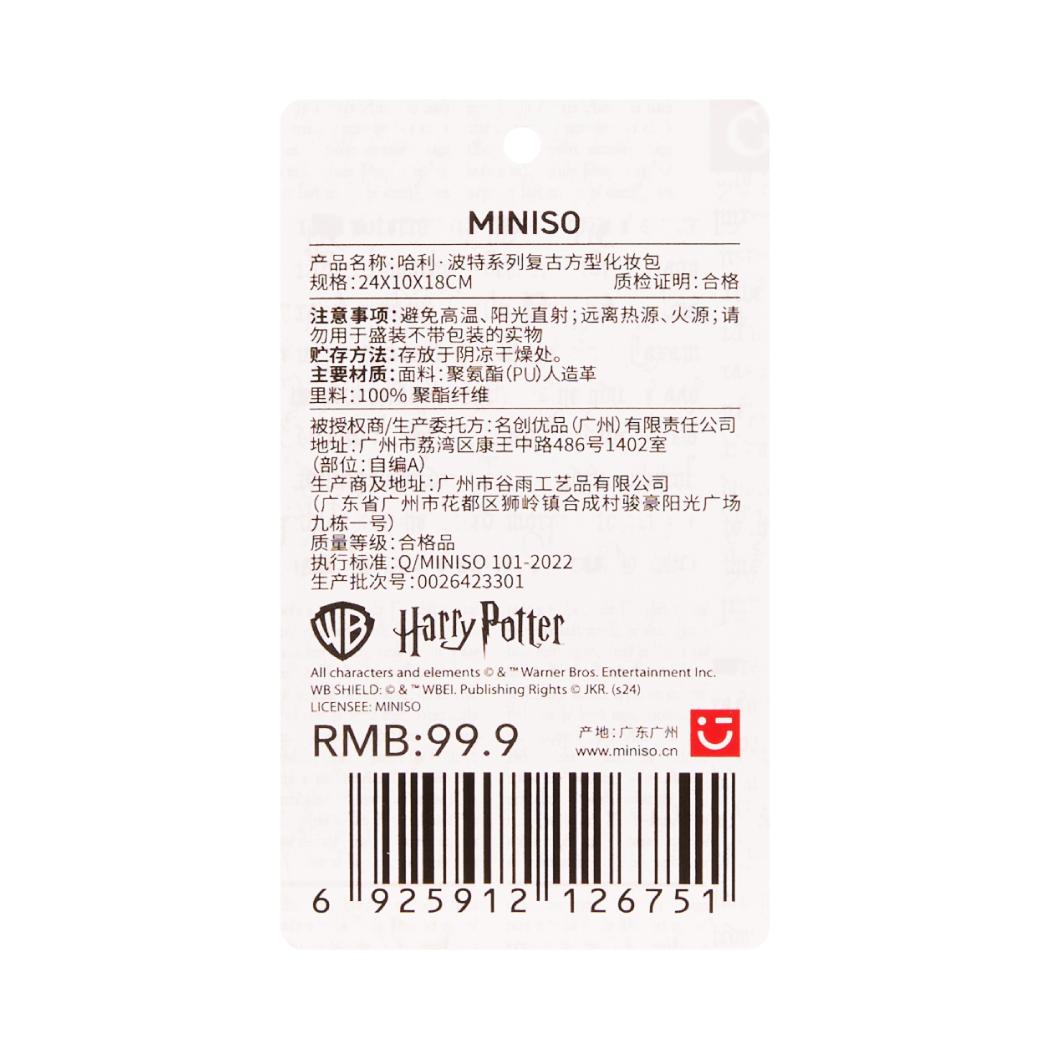 MINISO
产品名称:哈利·波特系列复古方型化妆包
规格:24X10X18CM 质检证明:合格
注意事项:避免高温、阳光直射;远离热源、火源;请
勿用于盛装不带包装的实物
贮存方法:存放于阴凉干燥处。
主要材质:面料:聚氨酯(PU)人造革
里料:100% 聚酯纤维
被授权商/生产委托方:名创优品(广州)有限责任公司
地址:广州市荔湾区康王中路486号1402室
(部位:自编A)
生产商及地址:广州市谷雨工艺品有限公司
(广东省广州市花都区狮岭镇合成村骏豪阳光广场
九栋一号)
质量等级:合格品
执行标准:Q/MINISO 101-2022
生产批次号:0026423301
WB Harry Potter
All characters and elements © & ™ Warner Bros. Entertainment Inc.
WB SHIELD: © & ™ WBEI. Publishing Rights © JKR. (s24)
LICENSEE: MINISO
RMB:99.9
产地:广东广州
www.miniso.cn
6 925912 126751